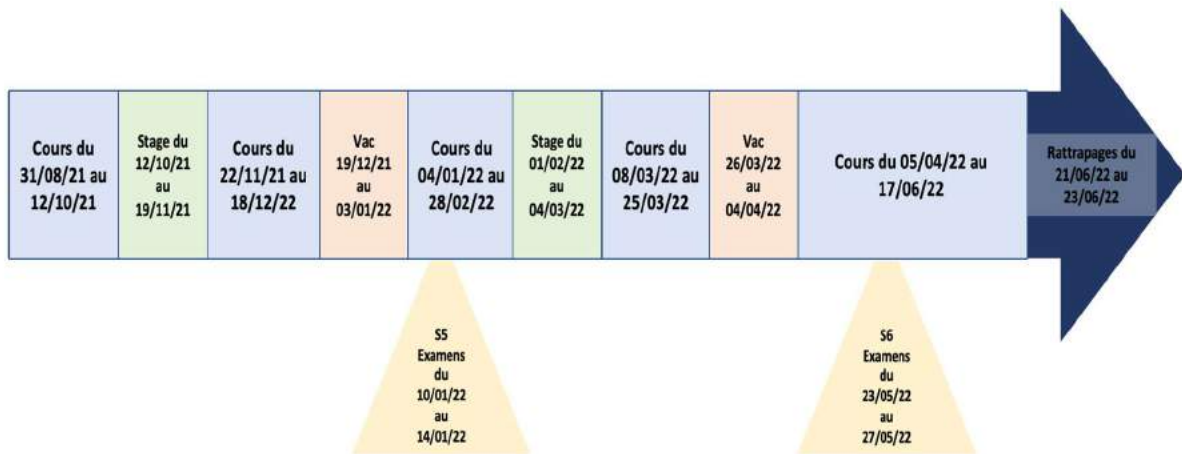 Cours du
31/08/21 au
12/10/21
Stage du
12/10/21
au
19/11/21
Cours du
22/11/21 au
18/12/22
Vac
19/12/21
au
03/01/22
Cours du
04/01/22 au
28/02/22
Stage du
01/02/22
au
04/03/22
Cours du
08/03/22 au
25/03/22
Vac
26/03/22
au
04/04/22
Cours du 05/04/22 au
17/06/22
Rattrapages du
21/06/22 au
23/06/22
S5
Examens
du
10/01/22
au
14/01/22
S6
Examens
du
23/05/22
au
27/05/22